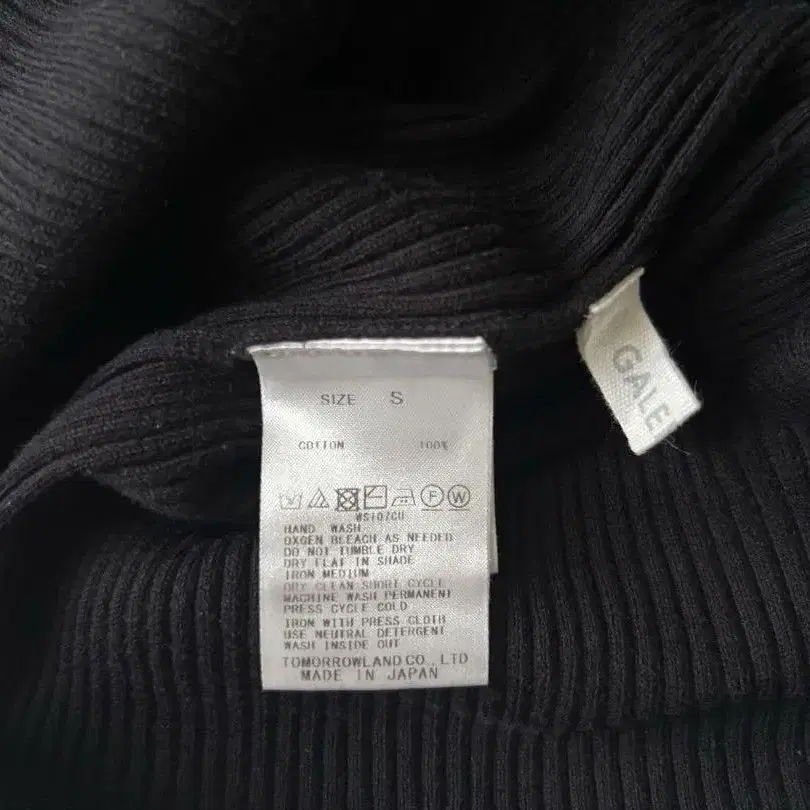 SIZE S
COTTON 100%
WS107CU
HAND WASH
OXGEN BLEACH AS NEEDED
DO NOT TUMBLE DRY
DRY FLAT IN SHADE
IRON MEDIUM
DRY CLEAN SHORT CYCLE
MACHINE WASH PERMANENT
PRESS CYCLE COLD
IRON WITH PRESS CLOTH
USE NEUTRAL DETERGENT
WASH INSIDE OUT
TOMORROWLAND CO., LTD
MADE IN JAPAN
GALE
F W